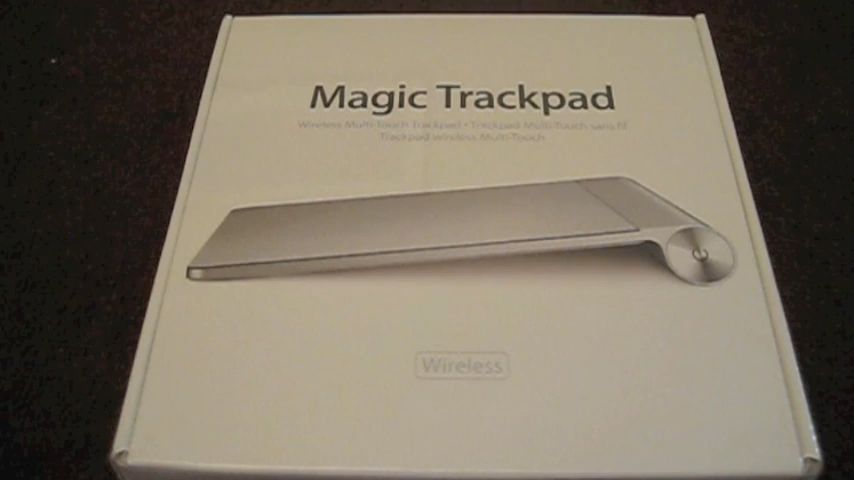 Magic Trackpad
Wireless Multi-Touch Trackpad • Trackpad Multi-Touch sans fil
Trackpad wireless Multi-Touch
Wireless